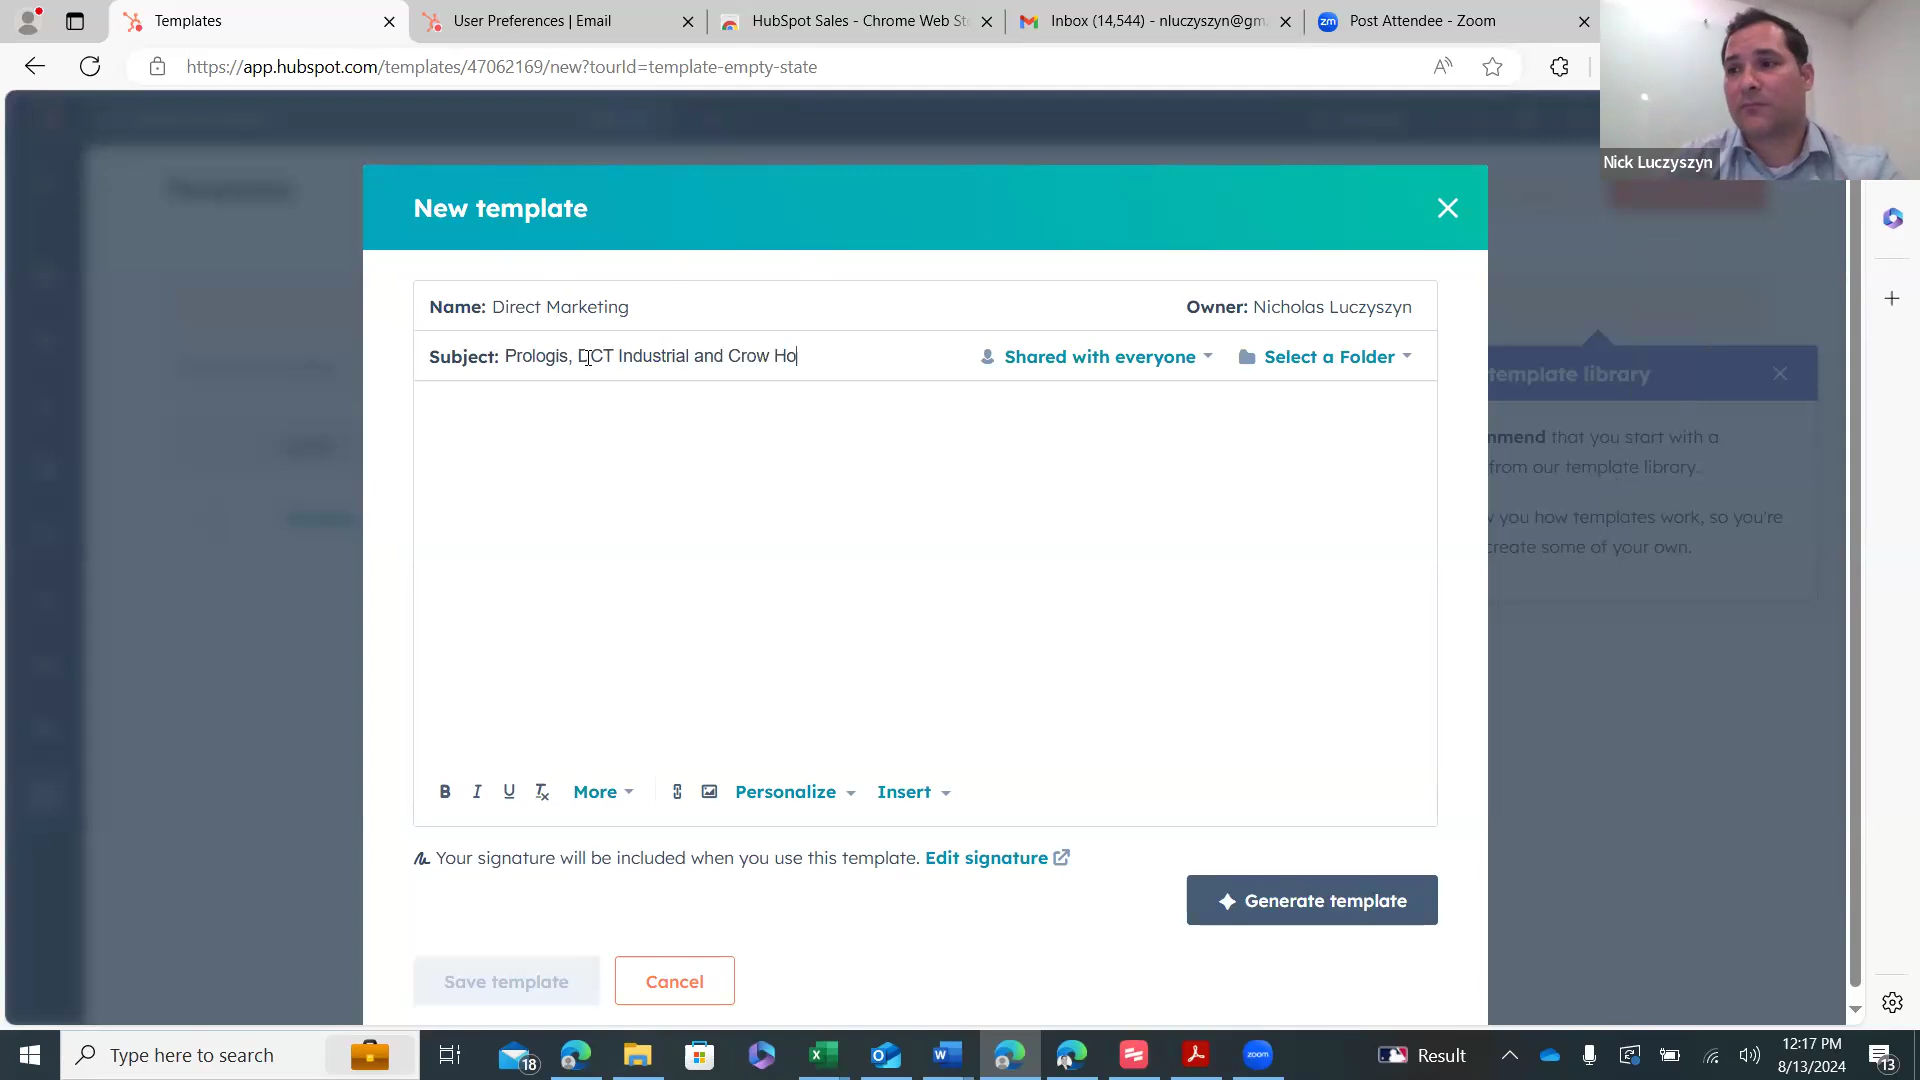 Templates
User Preferences | Email
HubSpot Sales - Chrome Web St
Inbox (14,544) - nluczyszyn@gm
zm Post Attendee - Zoom
https://app.hubspot.com/templates/47062169/new?tourId=template-empty-state
Nick Luczyszyn
Templates
New template
Name: Direct Marketing
Owner: Nicholas Luczyszyn
Subject: Prologis, DCT Industrial and Crow Ho
Shared with everyone
Select a Folder
template library
mmend that you start with a
from our template library.
you how templates work, so you're
create some of your own.
B I U Tx More
Personalize
Insert
Your signature will be included when you use this template. Edit signature
Generate template
Save template
Cancel
Type here to search
18
zoom
Result
12:17 PM
8/13/2024
13